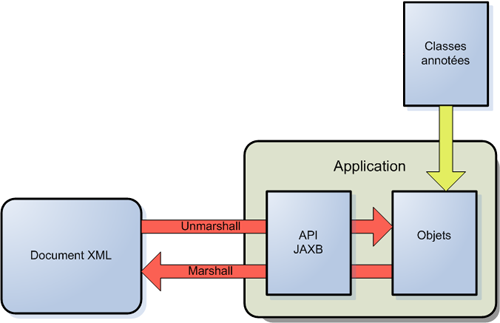 Classes
annotées
Application
Unmarshall
API
JAXB
Objets
Document XML
Marshall